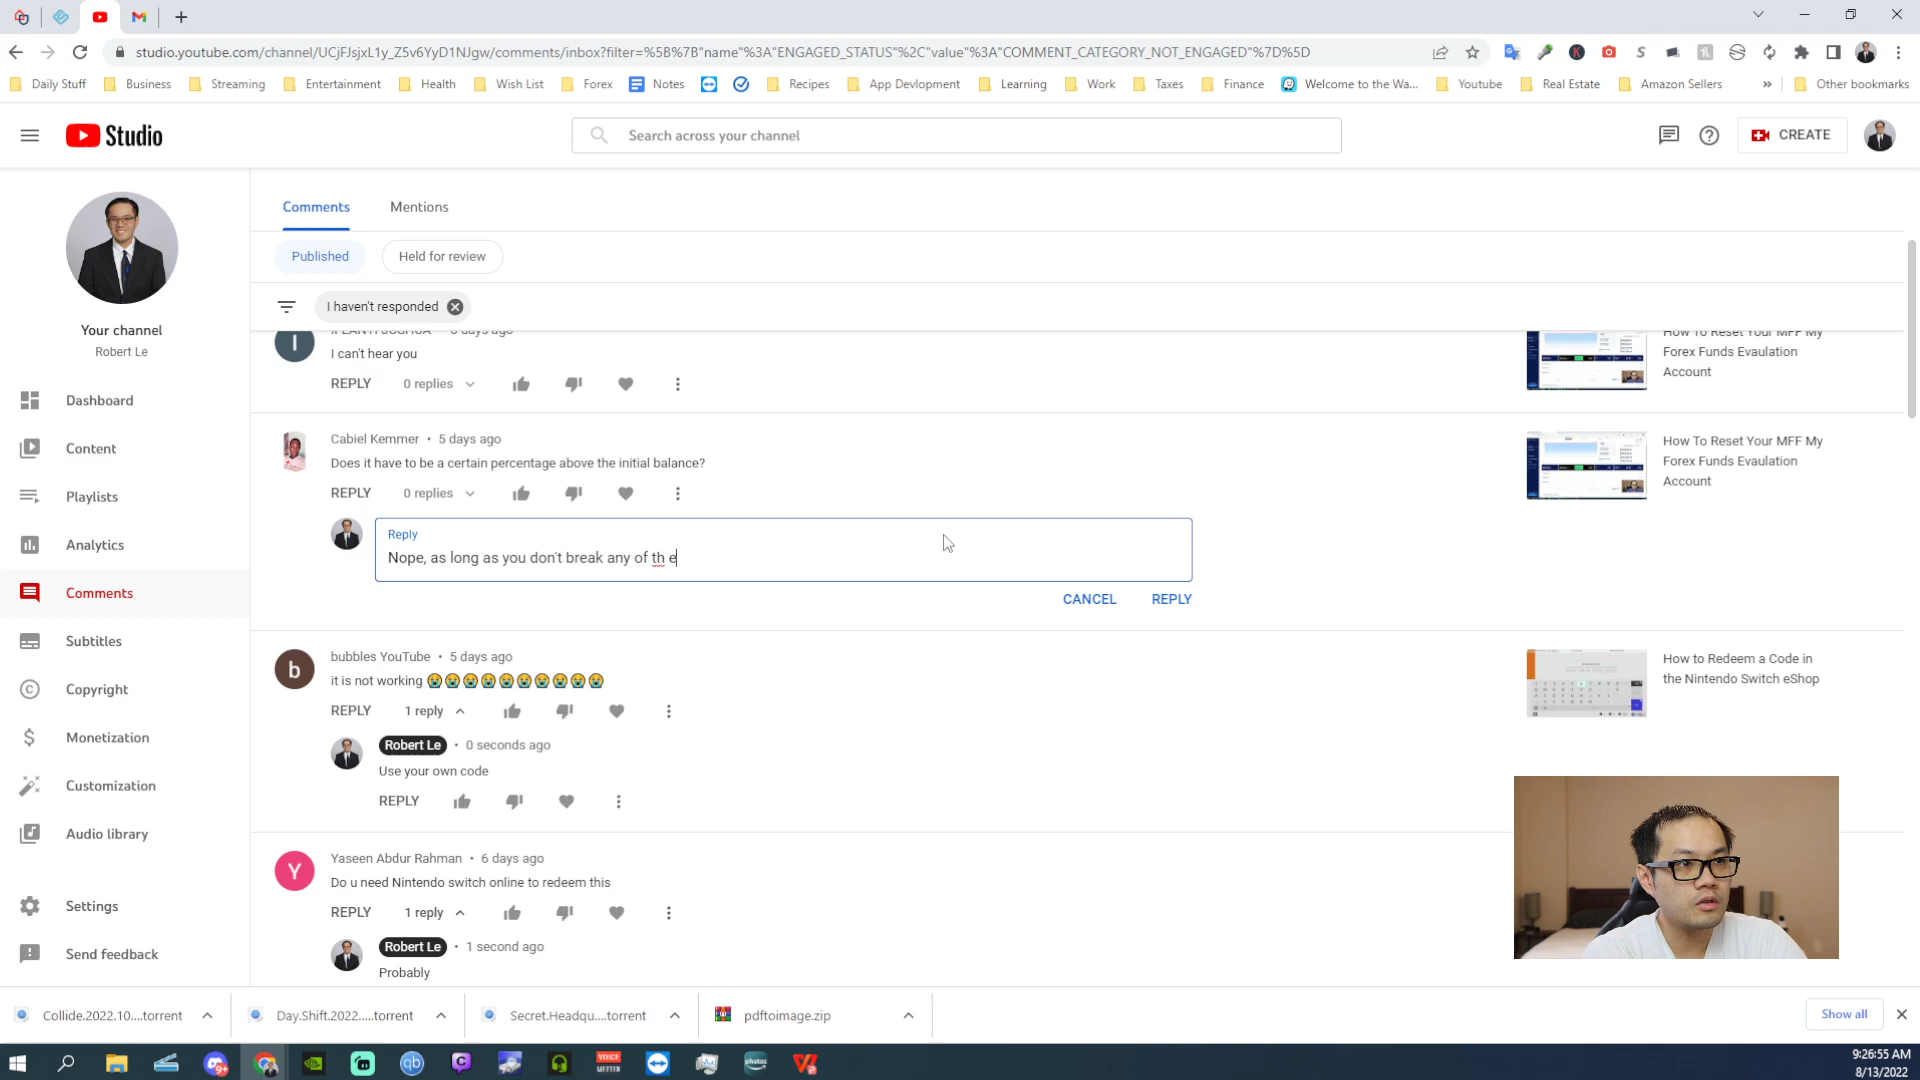 studio.youtube.com/channel/UCjFJsjxL1y_Z5v6YyD1NJgw/comments/inbox?filter=%5B%7B"name"%3A"ENGAGED_STATUS"%2C"value"%3A"COMMENT_CATEGORY_NOT_ENGAGED"%7D%5D
Daily Stuff Business Streaming Entertainment Health Wish List Forex Notes Recipes App Devlopment Learning Work Taxes Finance Welcome to the Wa... Youtube Real Estate Amazon Sellers » Other bookmarks
Studio
Search across your channel
CREATE
Your channel
Robert Le
Dashboard
Content
Playlists
Analytics
Comments
Subtitles
Copyright
Monetization
Customization
Audio library
Settings
Send feedback
Comments Mentions
Published Held for review
I haven't responded
I
I can't hear you
REPLY 0 replies
How To Reset Your MFF My
Forex Funds Evaulation
Account
Cabiel Kemmer • 5 days ago
Does it have to be a certain percentage above the initial balance?
REPLY 0 replies
How To Reset Your MFF My
Forex Funds Evaulation
Account
Reply
Nope, as long as you don't break any of th e
CANCEL REPLY
b
bubbles YouTube • 5 days ago
it is not working 😭😭😭😭😭😭😭😭😭😭
REPLY 1 reply
How to Redeem a Code in
the Nintendo Switch eShop
Robert Le • 0 seconds ago
Use your own code
REPLY
Y
Yaseen Abdur Rahman • 6 days ago
Do u need Nintendo switch online to redeem this
REPLY 1 reply
Robert Le • 1 second ago
Probably
Collide.2022.10....torrent Day.Shift.2022.....torrent Secret.Headqu....torrent pdftoimage.zip Show all
9:26:55 AM
8/13/2022